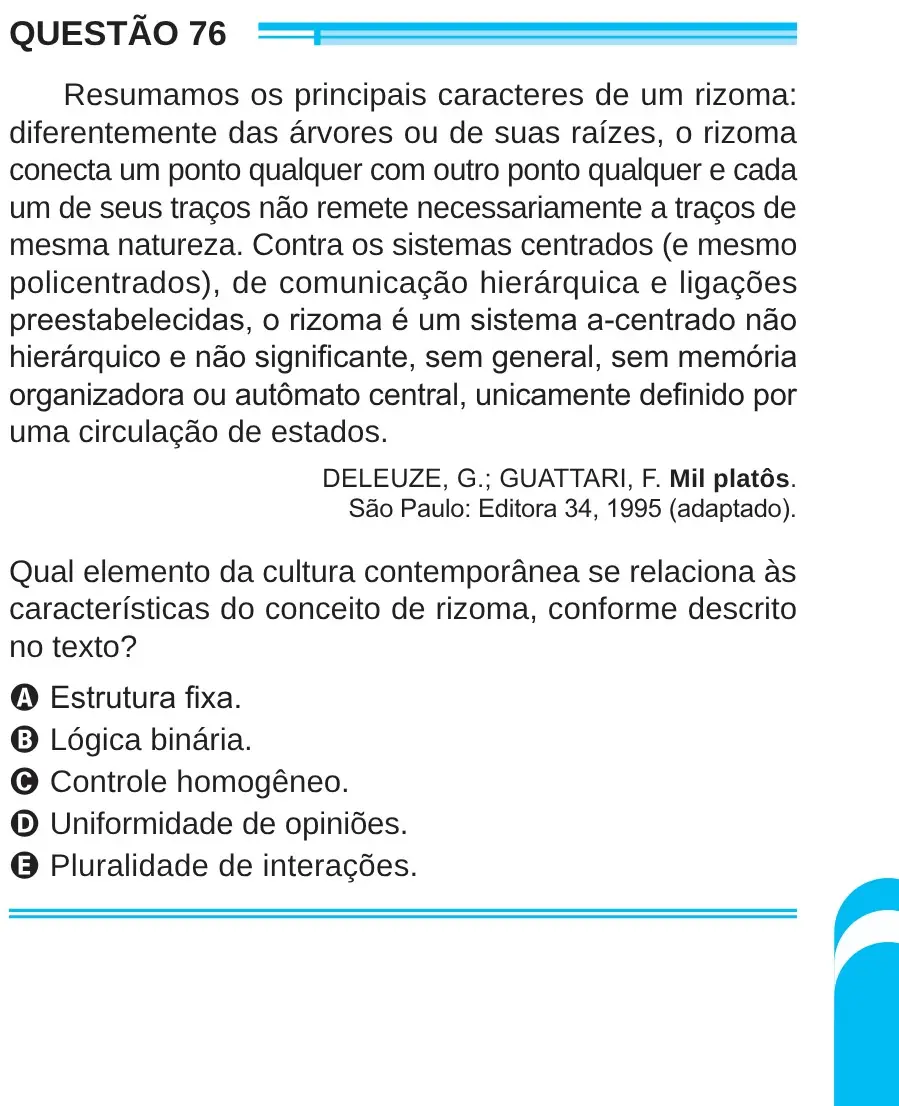 QUESTÃO 76
Resumamos os principais caracteres de um rizoma:
diferentemente das árvores ou de suas raízes, o rizoma
conecta um ponto qualquer com outro ponto qualquer e cada
um de seus traços não remete necessariamente a traços de
mesma natureza. Contra os sistemas centrados (e mesmo
policentrados), de comunicação hierárquica e ligações
preestabelecidas, o rizoma é um sistema a-centrado não
hierárquico e não significante, sem general, sem memória
organizadora ou autômato central, unicamente definido por
uma circulação de estados.
DELEUZE, G.; GUATTARI, F. Mil platôs.
São Paulo: Editora 34, 1995 (adaptado).
Qual elemento da cultura contemporânea se relaciona às
características do conceito de rizoma, conforme descrito
no texto?
A Estrutura fixa.
B Lógica binária.
C Controle homogêneo.
D Uniformidade de opiniões.
E Pluralidade de interações.